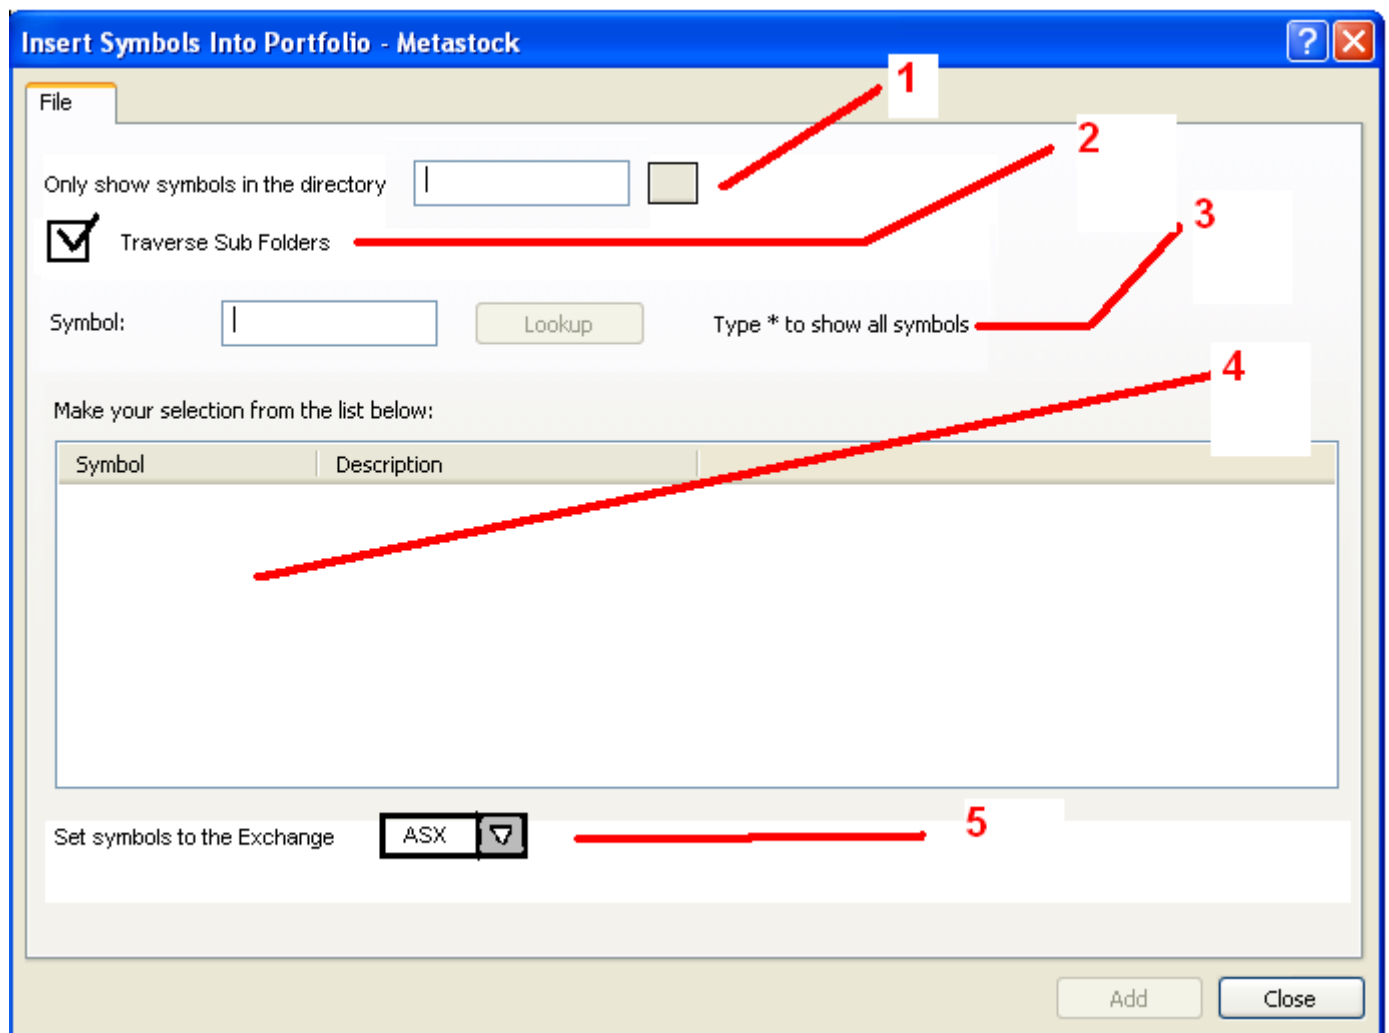 Insert Symbols Into Portfolio - Metastock
?
File
1
2
Only show symbols in the directory
3
Traverse Sub Folders
Symbol:
Lookup
Type * to show all symbols
4
Make your selection from the list below:
Symbol Description
5
Set symbols to the Exchange ASX
Add
Close